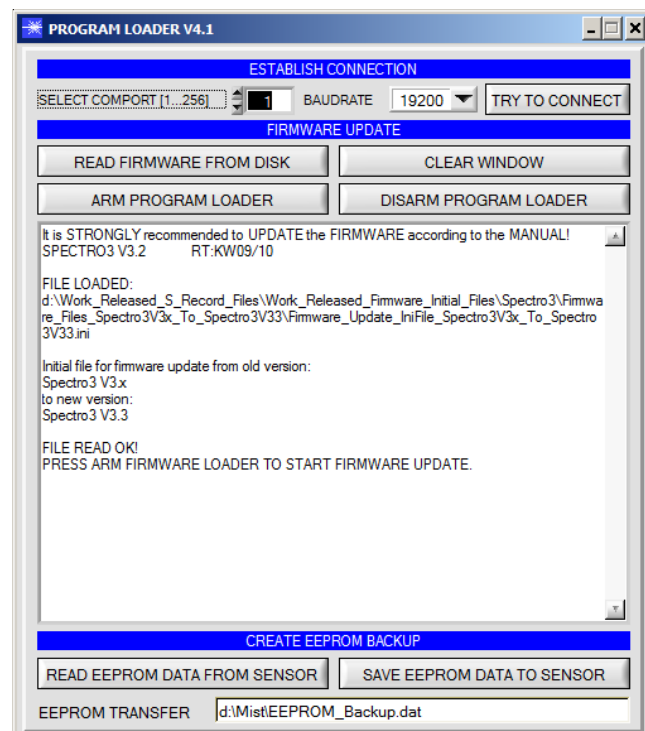 PROGRAM LOADER V4.1
ESTABLISH CONNECTION
SELECT COMPORT [1...256] 1 BAUDRATE 19200 TRY TO CONNECT
FIRMWARE UPDATE
READ FIRMWARE FROM DISK CLEAR WINDOW
ARM PROGRAM LOADER DISARM PROGRAM LOADER
It is STRONGLY recommended to UPDATE the FIRMWARE according to the MANUAL!
SPECTRO3 V3.2 RT:KW09/10
FILE LOADED:
d:\Work_Released_S_Record_Files\Work_Released_Firmware_Initial_Files\Spectro3\Firmwa
re_Files_Spectro3V3x_To_Spectro3V33\Firmware_Update_IniFile_Spectro3V3x_To_Spectro
3V33.ini
Initial file for firmware update from old version:
Spectro3 V3.x
to new version:
Spectro3 V3.3
FILE READ OK!
PRESS ARM FIRMWARE LOADER TO START FIRMWARE UPDATE.
CREATE EEPROM BACKUP
READ EEPROM DATA FROM SENSOR SAVE EEPROM DATA TO SENSOR
EEPROM TRANSFER d:\Mist\EEPROM_Backup.dat